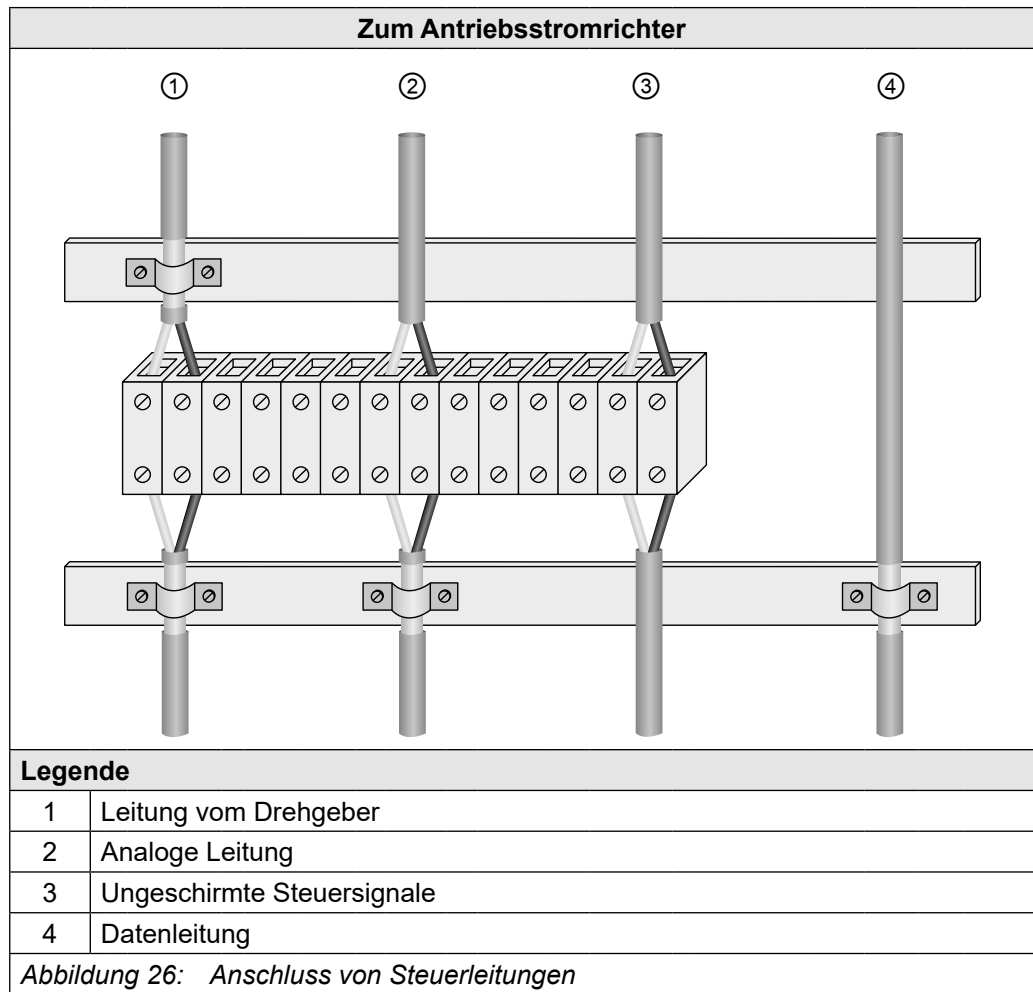 Zum Antriebsstromrichter
① ② ③ ④
Legende
1 Leitung vom Drehgeber
2 Analoge Leitung
3 Ungeschirmte Steuersignale
4 Datenleitung
Abbildung 26: Anschluss von Steuerleitungen